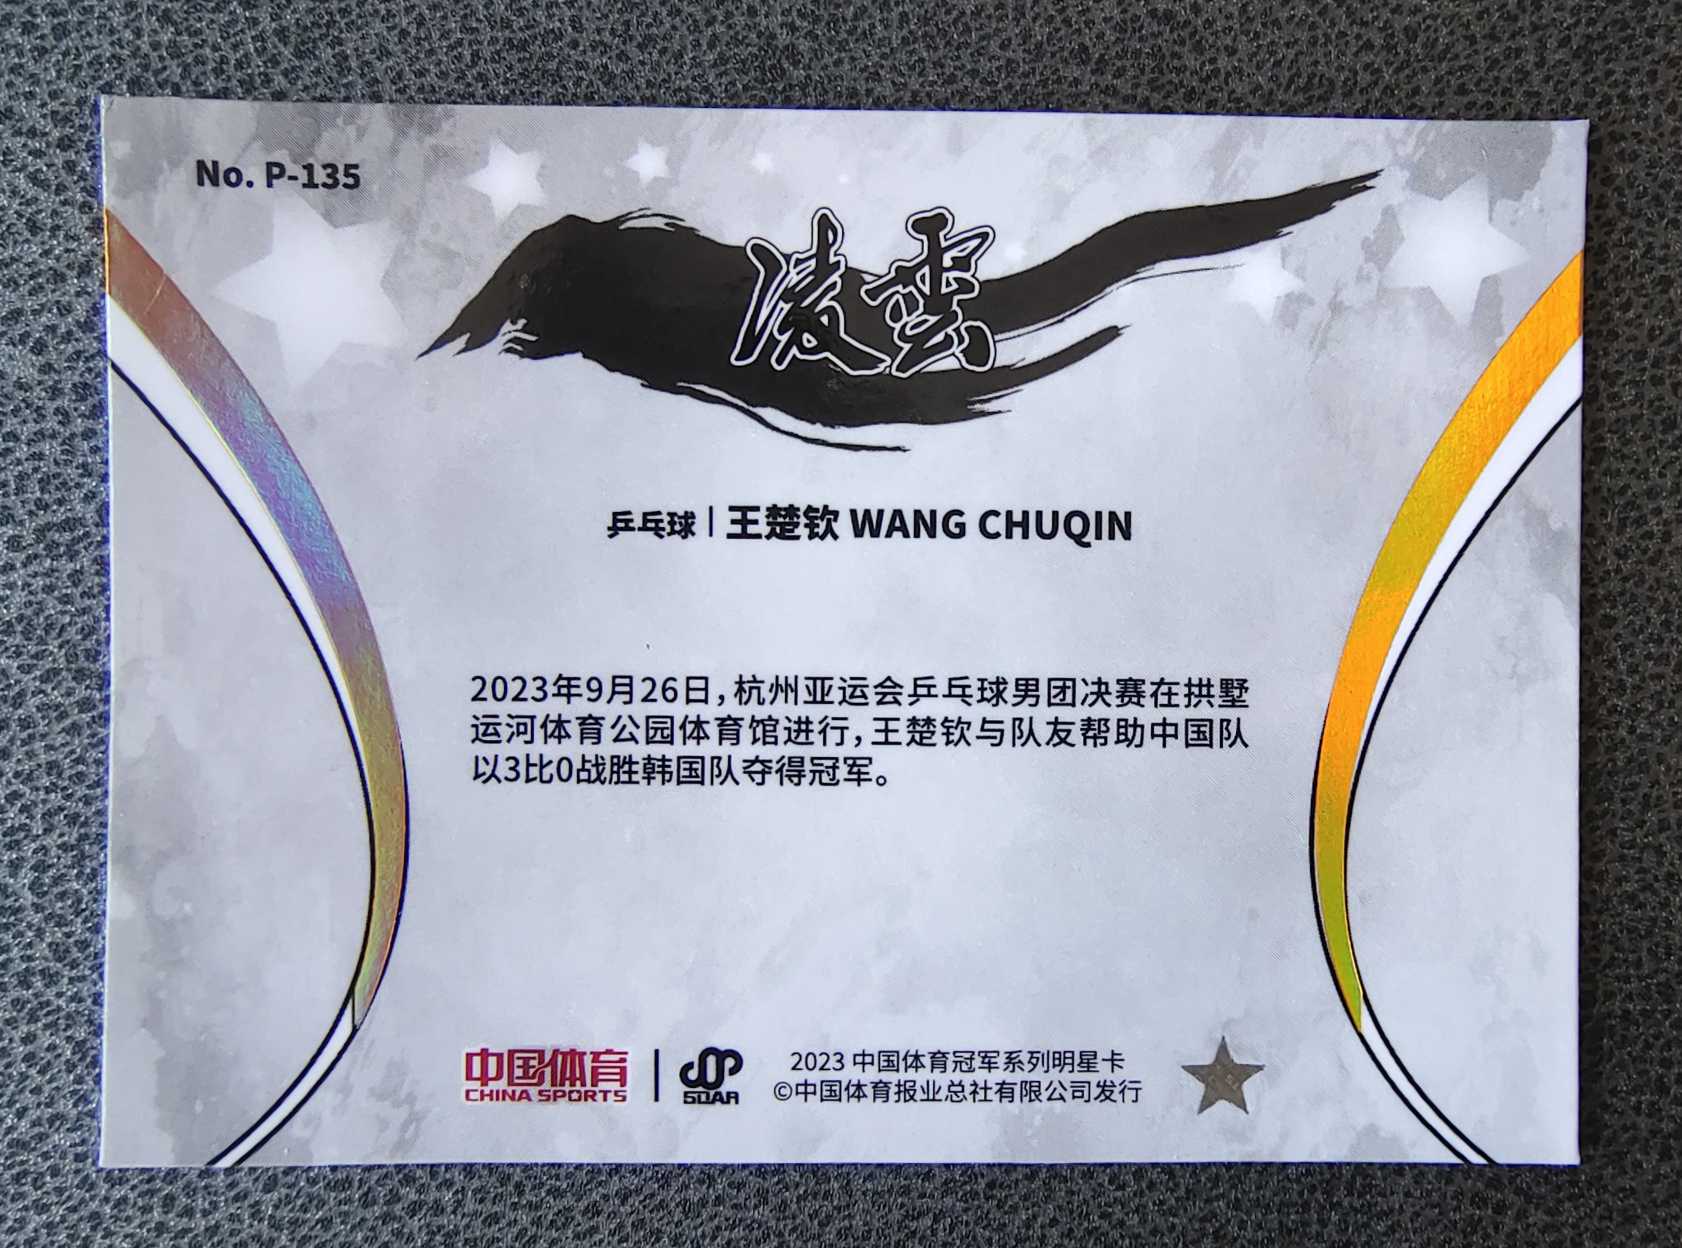 No. P-135
凌雲
乒乓球 | 王楚钦 WANG CHUQIN
2023年9月26日,杭州亚运会乒乓球男团决赛在拱墅
运河体育公园体育馆进行,王楚钦与队友帮助中国队
以3比0战胜韩国队夺得冠军。
中国体育
CHINA SPORTS
SQAR
2023 中国体育冠军系列明星卡
©中国体育报业总社有限公司发行